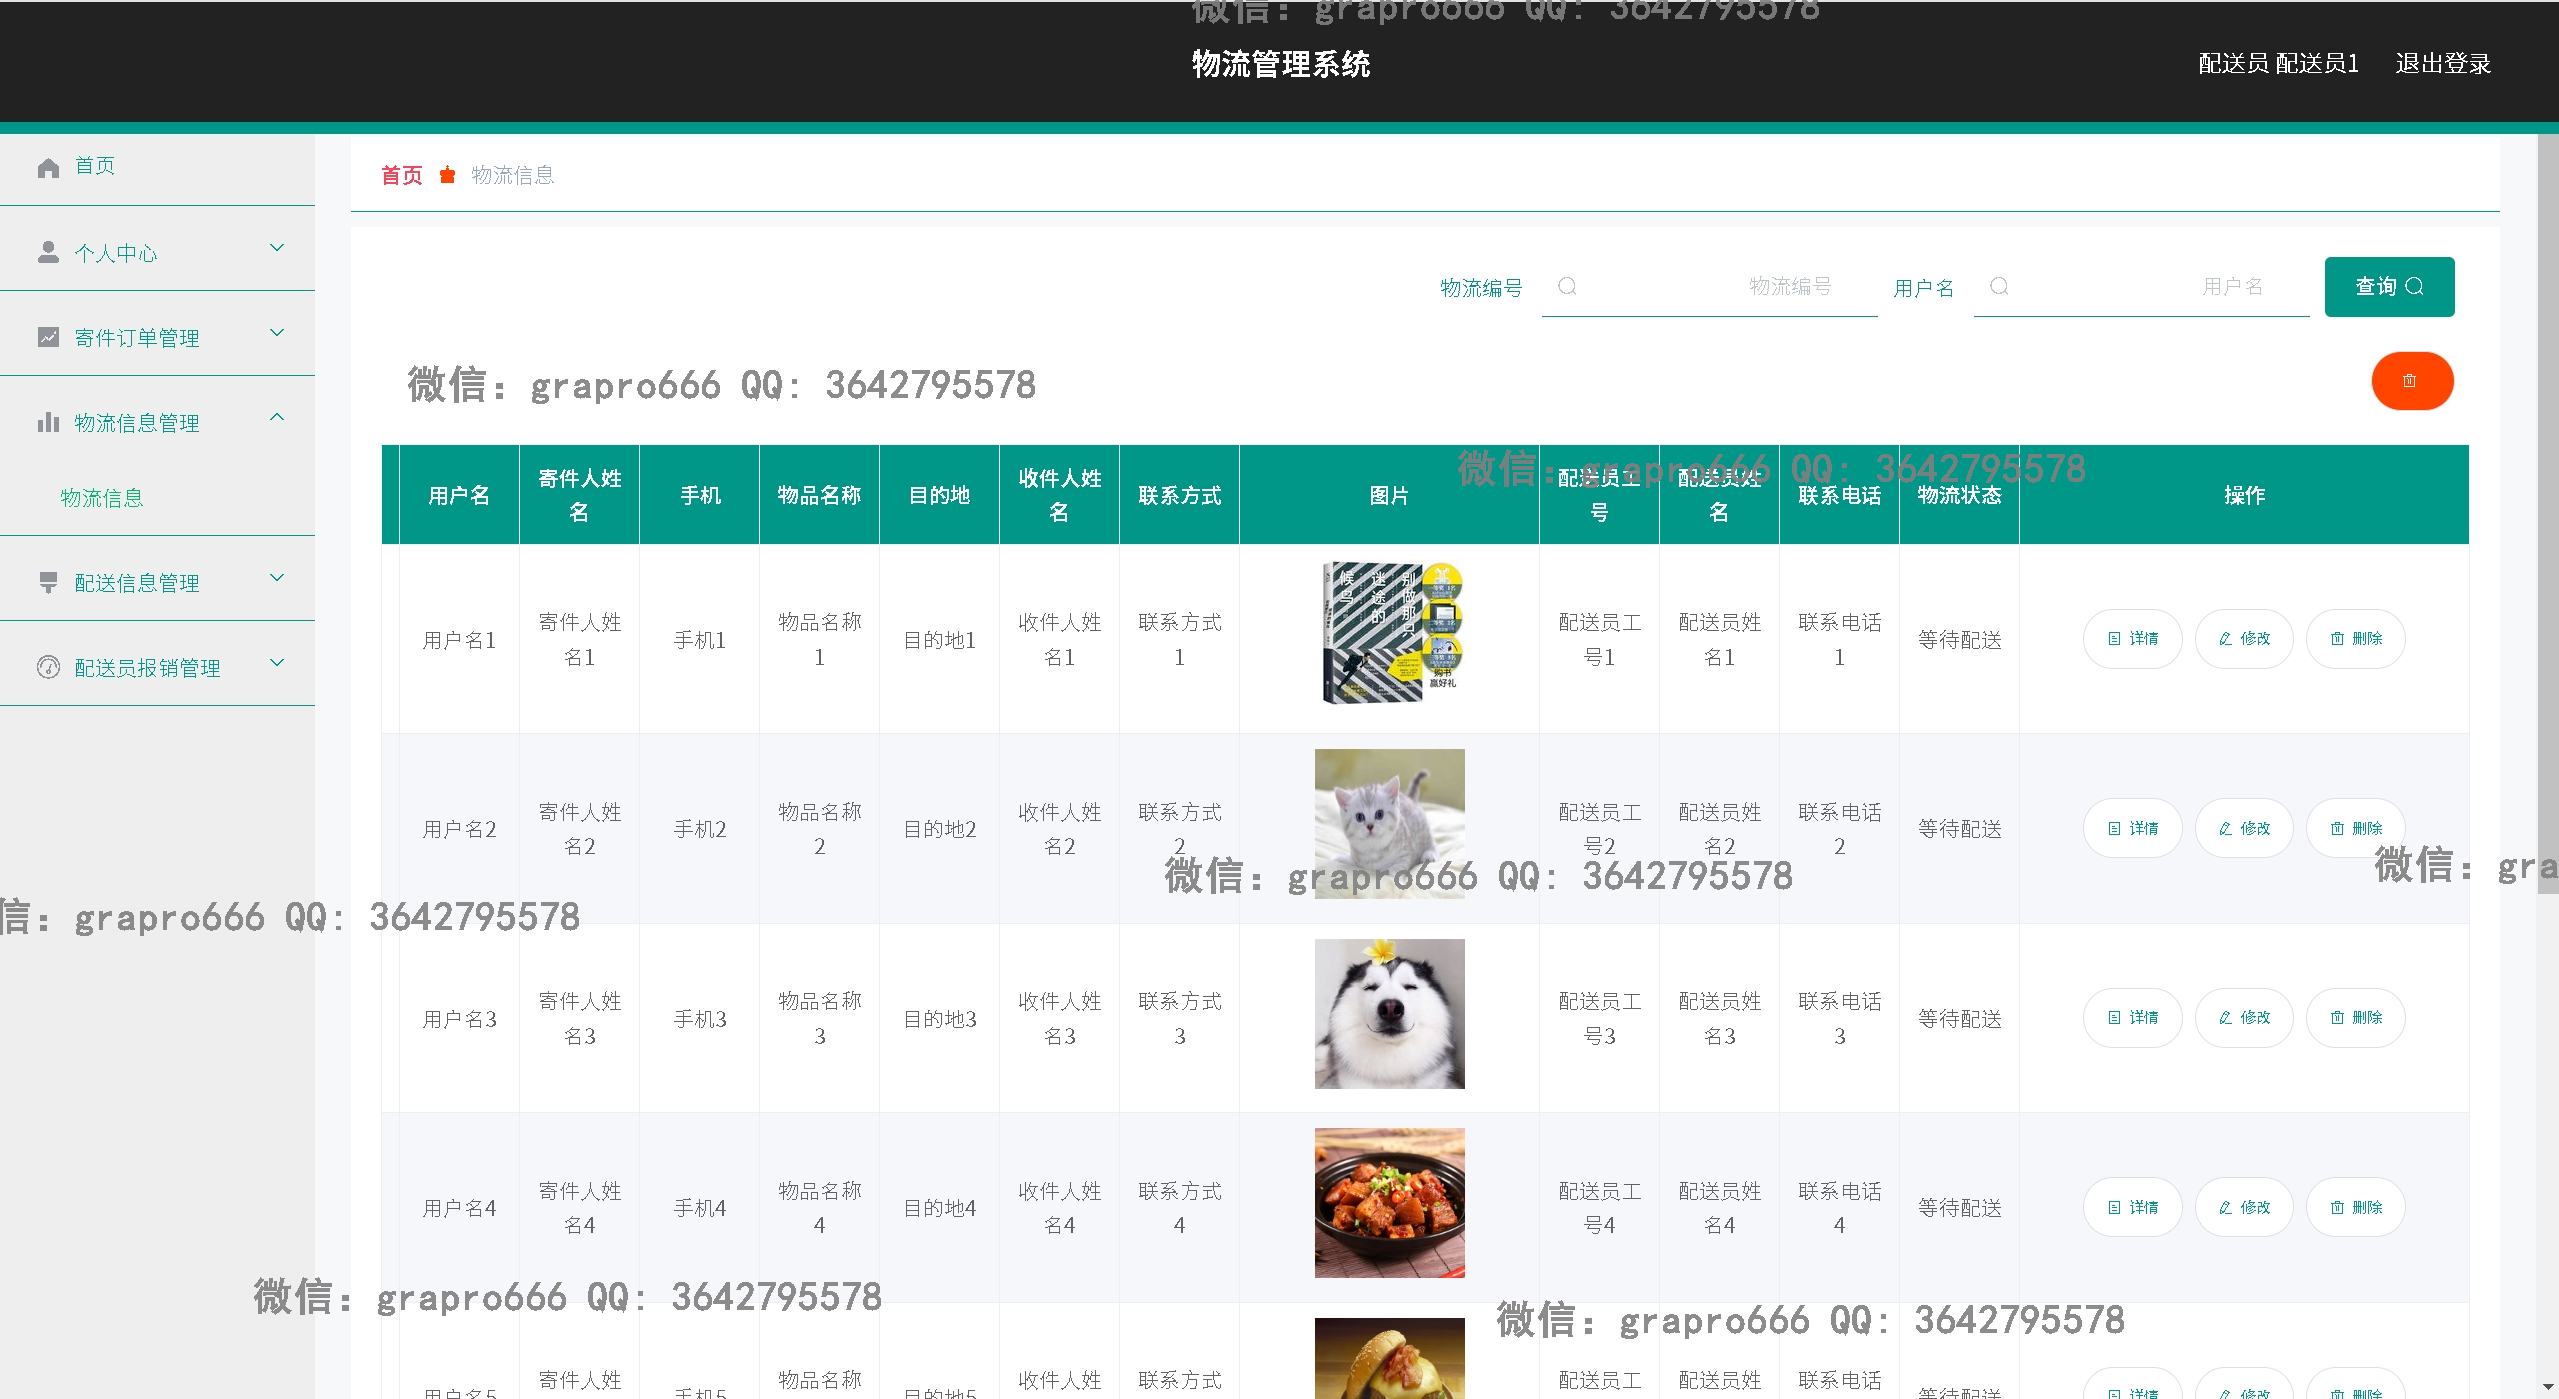 微信: grapro666 QQ: 3642795578
物流管理系统
配送员 配送员1 退出登录
首页
个人中心
寄件订单管理
物流信息管理
物流信息
配送信息管理
配送员报销管理
首页 物流信息
物流编号 物流编号 用户名 用户名 查询
微信: grapro666 QQ: 3642795578
微信: grapro666 QQ: 3642795578
用户名 寄件人姓名 手机 物品名称 目的地 收件人姓名 联系方式 图片 配送员工号 配送员姓名 联系电话 物流状态 操作
用户名1 寄件人姓名1 手机1 物品名称1 目的地1 收件人姓名1 联系方式1 配送员工号1 配送员姓名1 联系电话1 等待配送 详情 修改 删除
别做那只
迷途的
候鸟
购书
赢好礼
用户名2 寄件人姓名2 手机2 物品名称2 目的地2 收件人姓名2 联系方式2 配送员工号2 配送员姓名2 联系电话2 等待配送 详情 修改 删除
微信: grapro666 QQ: 3642795578
微信: gra
信: grapro666 QQ: 3642795578
用户名3 寄件人姓名3 手机3 物品名称3 目的地3 收件人姓名3 联系方式3 配送员工号3 配送员姓名3 联系电话3 等待配送 详情 修改 删除
用户名4 寄件人姓名4 手机4 物品名称4 目的地4 收件人姓名4 联系方式4 配送员工号4 配送员姓名4 联系电话4 等待配送 详情 修改 删除
微信: grapro666 QQ: 3642795578
微信: grapro666 QQ: 3642795578
用户名5 寄件人姓 手机5 物品名称 目的地5 收件人姓 联系方式 配送员工 配送员姓 联系电话 等待配送 详情 修改 删除